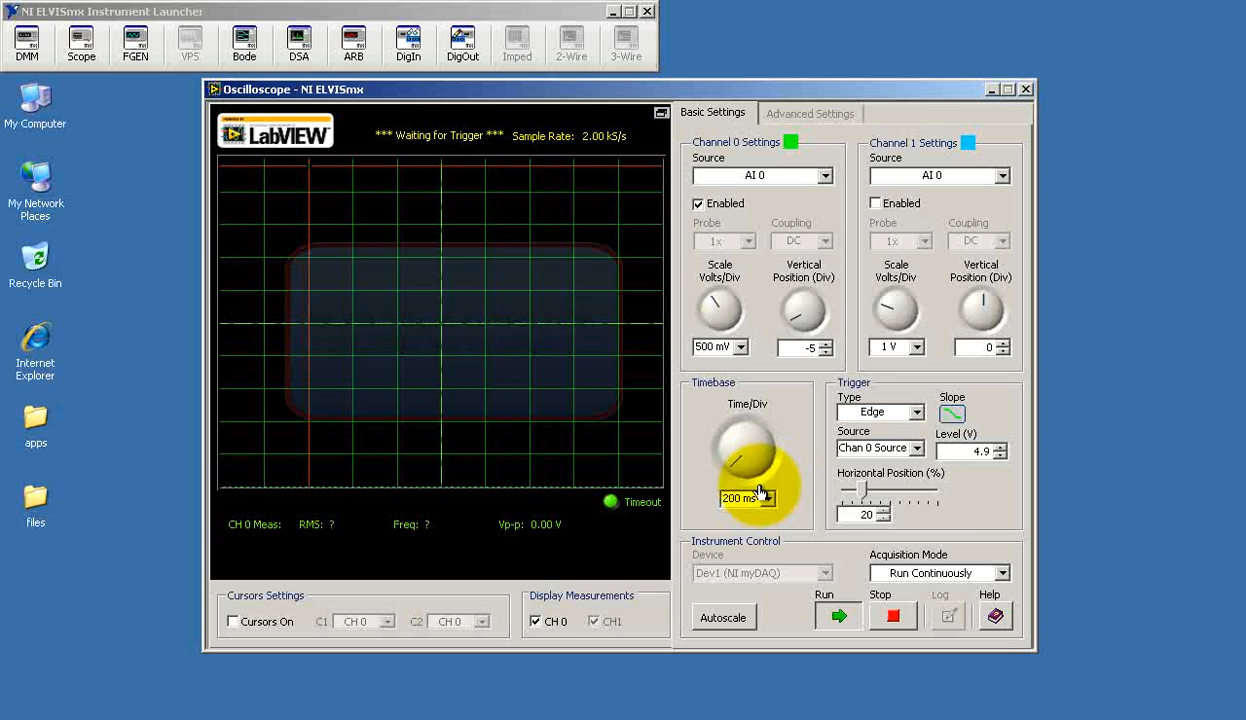 NI ELVISmx Instrument Launcher
DMM
Scope
FGEN
VPS
Bode
DSA
ARB
DigIn
DigOut
Imped
2-Wire
3-Wire
My Computer
My Network
Places
Recycle Bin
Internet
Explorer
apps
files
Oscilloscope - NI ELVISmx
POWERED BY
LabVIEW
*** Waiting for Trigger *** Sample Rate: 2.00 kS/s
Timeout
CH 0 Meas: RMS: ? Freq: ? Vp-p: 0.00 V
Cursors Settings
Cursors On C1 CH 0 C2 CH 0
Display Measurements
CH 0 CH1
Basic Settings Advanced Settings
Channel 0 Settings
Source
AI 0
Enabled
Probe Coupling
1x DC
Scale
Volts/Div
Vertical
Position (Div)
500 mV -5
Channel 1 Settings
Source
AI 0
Enabled
Probe Coupling
1x DC
Scale
Volts/Div
Vertical
Position (Div)
1 V 0
Timebase
Time/Div
200 ms
Trigger
Type Slope
Edge
Source Level (V)
Chan 0 Source 4.9
Horizontal Position (%)
20
Instrument Control
Device Acquisition Mode
Dev1 (NI myDAQ) Run Continuously
Run Stop Log Help
Autoscale